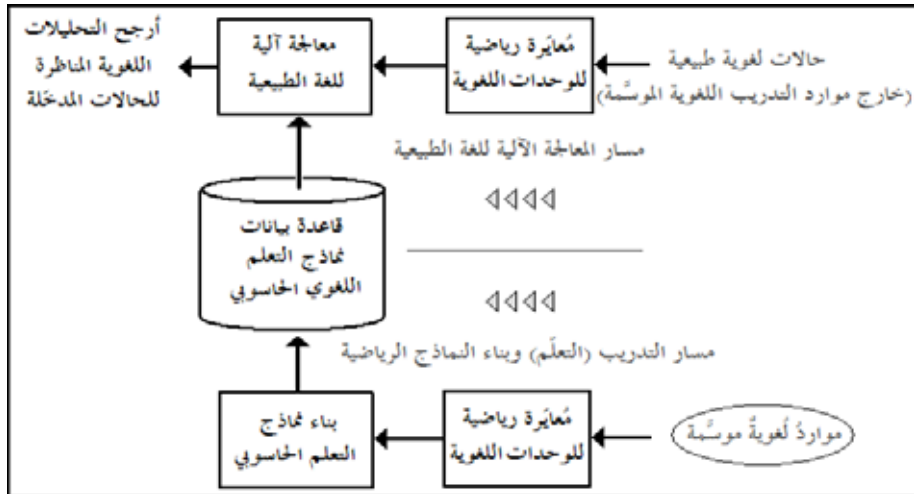 حالات لغوية طبيعية
(خارج موارد التدريب اللغوية الموسَّمة)
مُعايَرة رياضية
للوحدات اللغوية
معالجة آلية
للغة الطبيعية
أرجح التحليلات
اللغوية المناظرة
للحالات المدخَلة
مسار المعالجة الآلية للغة الطبيعية
قاعدة بيانات
نماذج التعلم
اللغوي الحاسوبي
مسار التدريب (التعلّم) وبناء النماذج الرياضية
مواردُ لُغويةٌ موسَّمة
مُعايَرة رياضية
للوحدات اللغوية
بناء نماذج
التعلم الحاسوبي